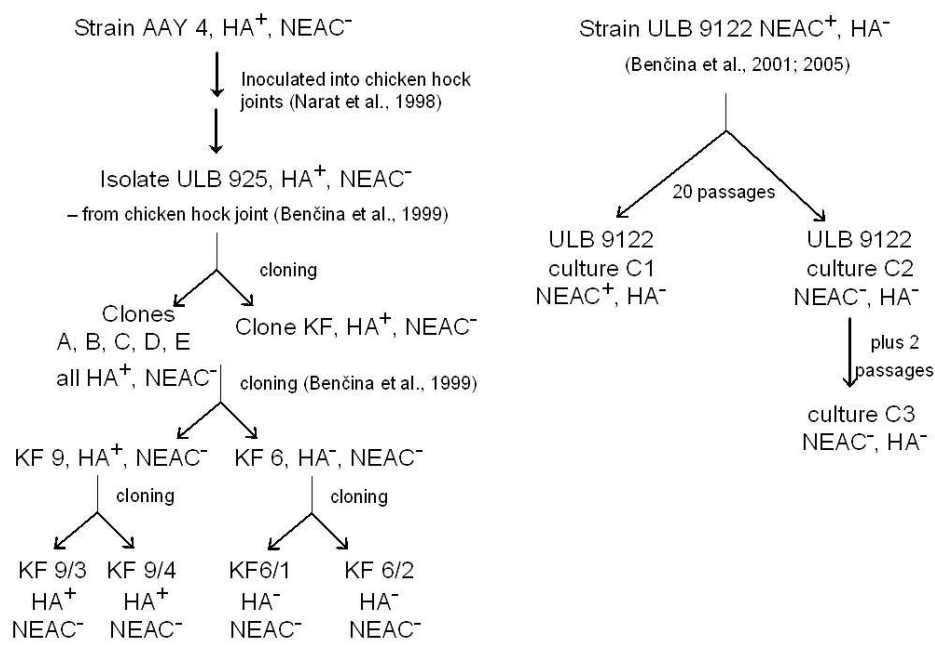 Strain AAY 4, HA⁺, NEAC⁻
Inoculated into chicken hock
joints (Narat et al., 1998)
Isolate ULB 925, HA⁺, NEAC⁻
– from chicken hock joint (Benčina et al., 1999)
cloning
Clones
A, B, C, D, E
all HA⁺, NEAC⁻
Clone KF, HA⁺, NEAC⁻
cloning (Benčina et al., 1999)
KF 9, HA⁺, NEAC⁻
KF 6, HA⁻, NEAC⁻
cloning
cloning
KF 9/3
HA⁺
NEAC⁻
KF 9/4
HA⁺
NEAC⁻
KF6/1
HA⁻
NEAC⁻
KF 6/2
HA⁻
NEAC⁻
Strain ULB 9122 NEAC⁺, HA⁻
(Benčina et al., 2001; 2005)
20 passages
ULB 9122
culture C1
NEAC⁺, HA⁻
ULB 9122
culture C2
NEAC⁻, HA⁻
plus 2
passages
culture C3
NEAC⁻, HA⁻